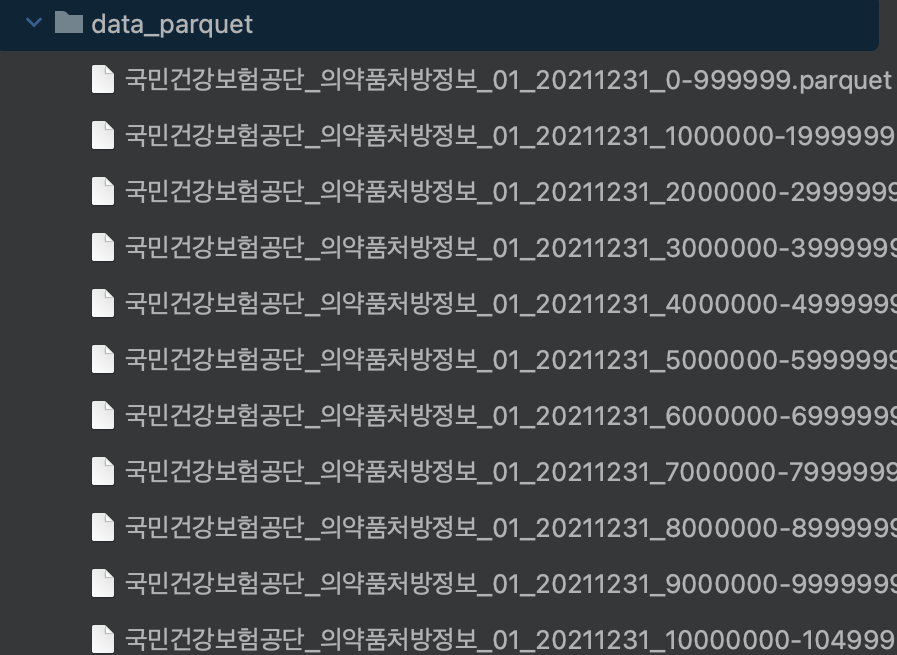 data_parquet
국민건강보험공단_의약품처방정보_01_20211231_0-999999.parquet
국민건강보험공단_의약품처방정보_01_20211231_1000000-1999999
국민건강보험공단_의약품처방정보_01_20211231_2000000-2999999
국민건강보험공단_의약품처방정보_01_20211231_3000000-3999999
국민건강보험공단_의약품처방정보_01_20211231_4000000-4999999
국민건강보험공단_의약품처방정보_01_20211231_5000000-5999999
국민건강보험공단_의약품처방정보_01_20211231_6000000-6999999
국민건강보험공단_의약품처방정보_01_20211231_7000000-7999999
국민건강보험공단_의약품처방정보_01_20211231_8000000-8999999
국민건강보험공단_의약품처방정보_01_20211231_9000000-9999999
국민건강보험공단_의약품처방정보_01_20211231_10000000-104999